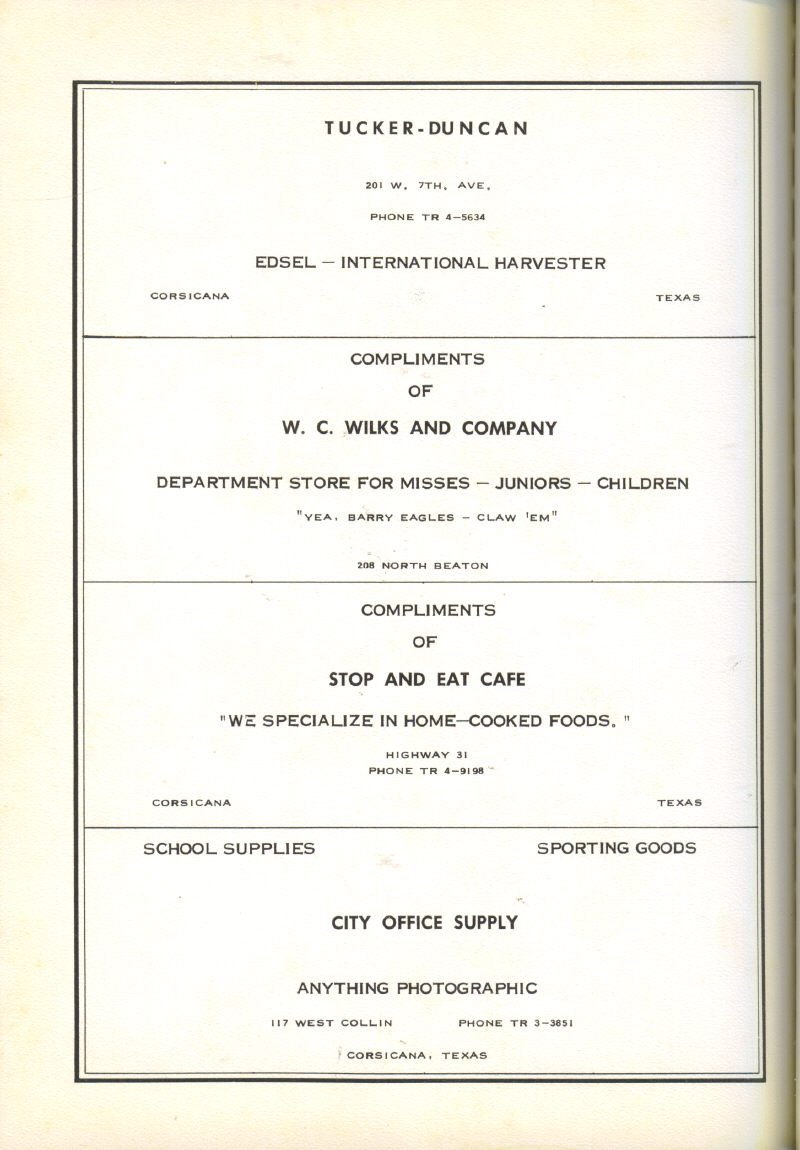 TUCKER-DUNCAN
201 W. 7TH. AVE.
PHONE TR 4-5634
EDSEL — INTERNATIONAL HARVESTER
CORSICANA TEXAS
COMPLIMENTS
OF
W. C. WILKS AND COMPANY
DEPARTMENT STORE FOR MISSES — JUNIORS — CHILDREN
"YEA, BARRY EAGLES - CLAW 'EM"
208 NORTH BEATON
COMPLIMENTS
OF
STOP AND EAT CAFE
"WE SPECIALIZE IN HOME—COOKED FOODS. "
HIGHWAY 31
PHONE TR 4-9198
CORSICANA TEXAS
SCHOOL SUPPLIES SPORTING GOODS
CITY OFFICE SUPPLY
ANYTHING PHOTOGRAPHIC
117 WEST COLLIN PHONE TR 3-3851
CORSICANA, TEXAS